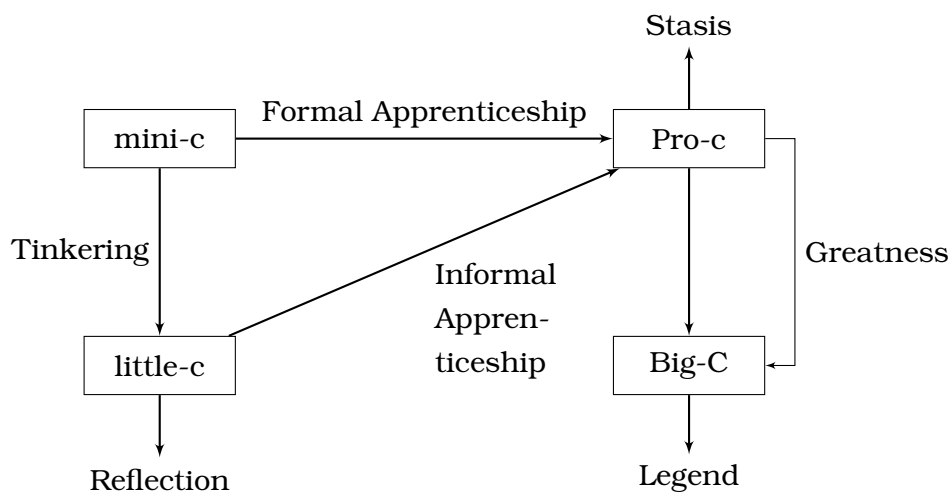 Stasis
Formal Apprenticeship
mini-c
Pro-c
Tinkering
Greatness
Informal
Appren-
ticeship
little-c
Big-C
Reflection
Legend